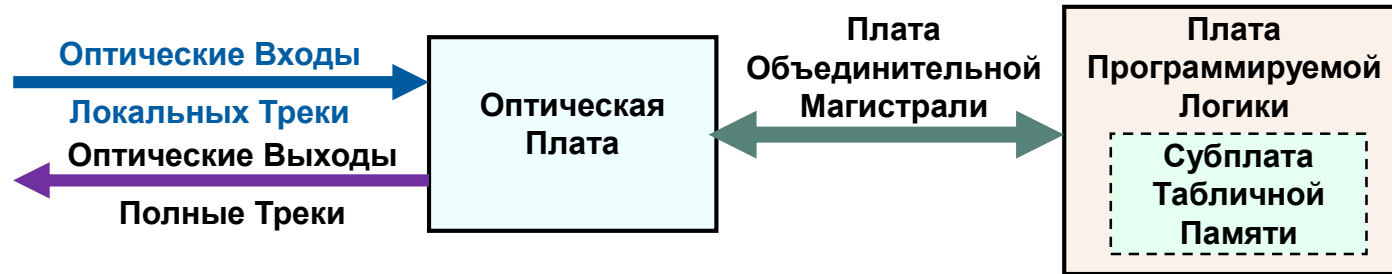 Оптические Входы
Локальных Треки
Оптические Выходы
Полные Треки
Оптическая
Плата
Плата
Объединительной
Магистрали
Плата
Программируемой
Логики
Субплата
Табличной
Памяти